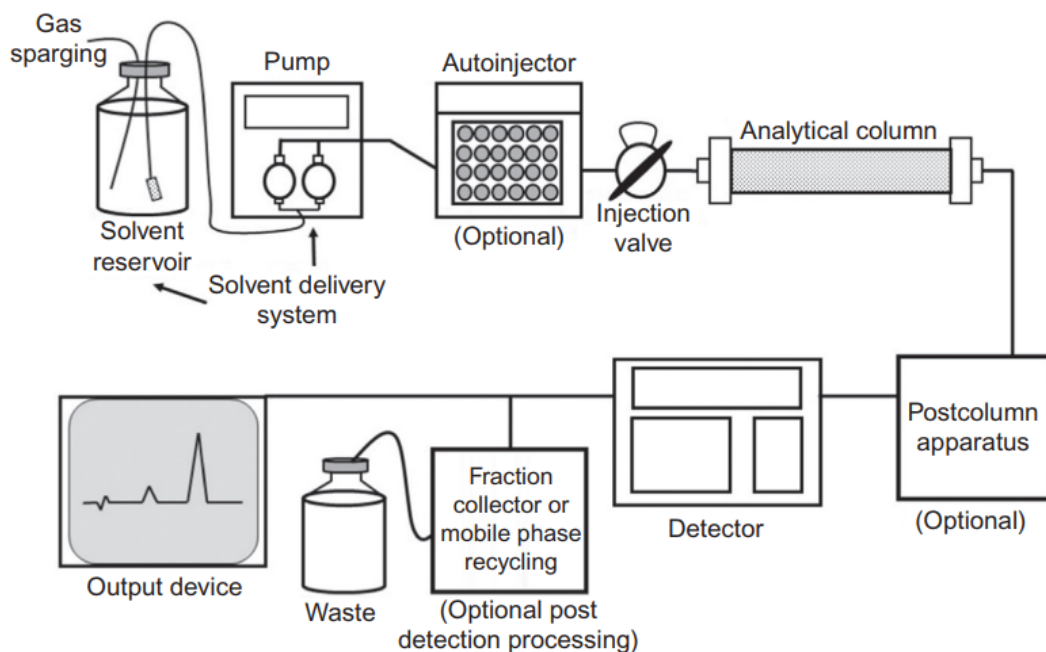 Gas
sparging
Pump
Autoinjector
Analytical column
Solvent
reservoir
(Optional)
Injection
valve
Solvent delivery
system
Postcolumn
apparatus
(Optional)
Detector
Fraction
collector or
mobile phase
recycling
(Optional post
detection processing)
Waste
Output device